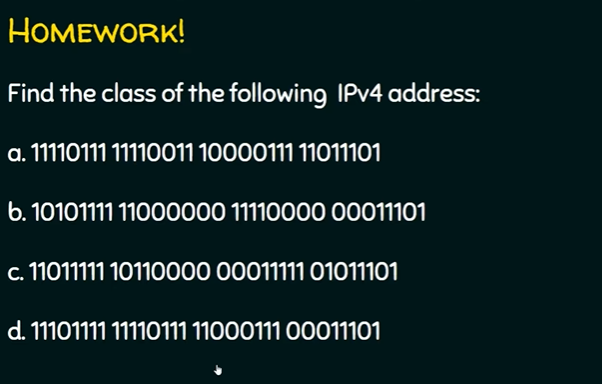 HOMEWORK!
Find the class of the following IPv4 address:
a. 11110111 11110011 10000111 11011101
b. 10101111 11000000 11110000 00011101
c. 11011111 10110000 00011111 01011101
d. 11101111 11110111 11000111 00011101